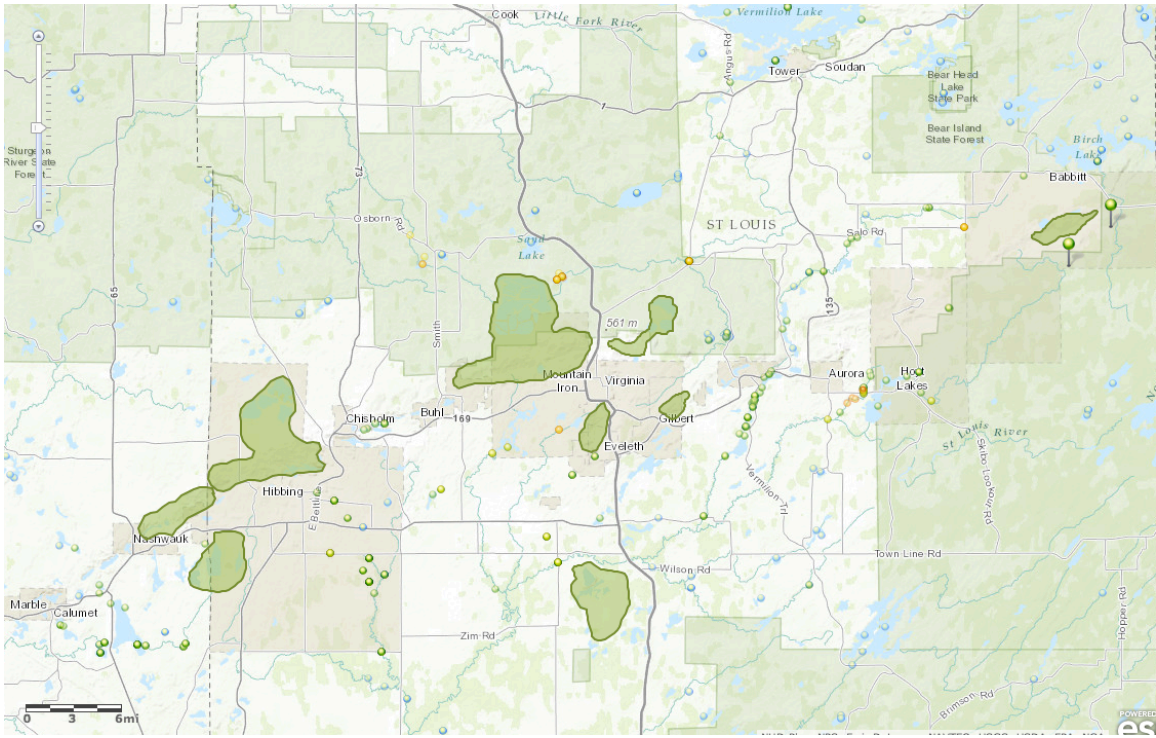 Cook
Little Fork River
Vermilion Lake
Angus Rd
Tower
Soudan
Bear Head
Lake
State Park
Bear Island
State Forest
Birch
Lake
Babbitt
Sturgeon
River State
Forest
1
73
Osborn Rd
Sand
Lake
ST LOUIS
Salo Rd
65
Smith
561 m
135
Mountain
Iron
Virginia
Aurora
Hoyt
Lakes
Chisholm
Buhl
169
Gilbert
Eveleth
St Louis River
Skibo Lookout Rd
Hibbing
E Beltline
Vermilion Trl
Nashwauk
Town Line Rd
Wilson Rd
Marble
Calumet
Zim Rd
Hopper Rd
Brimson Rd
0 3 6mi
POWERED
es